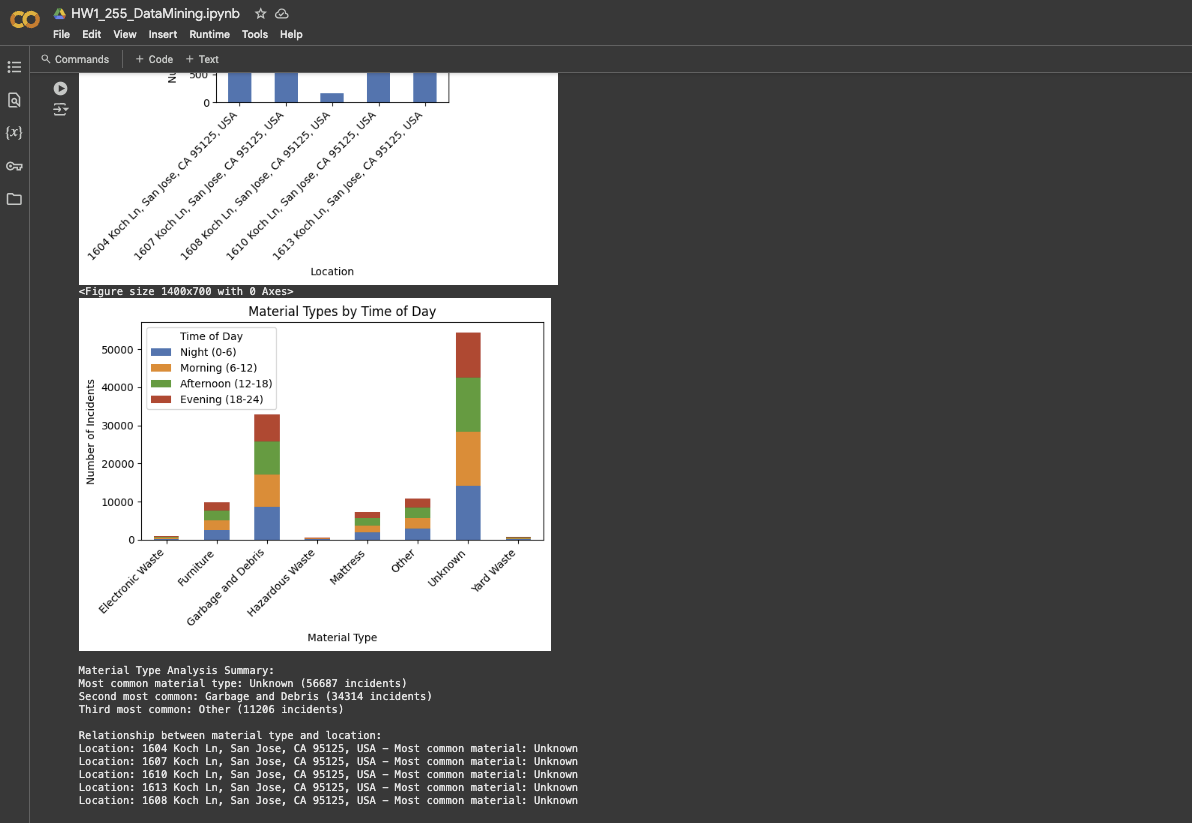 HW1_255_DataMining.ipynb
File Edit View Insert Runtime Tools Help
Commands + Code + Text
500
0
1604 Koch Ln, San Jose, CA 95125, USA
1607 Koch Ln, San Jose, CA 95125, USA
1608 Koch Ln, San Jose, CA 95125, USA
1610 Koch Ln, San Jose, CA 95125, USA
1613 Koch Ln, San Jose, CA 95125, USA
Location
<Figure size 1400x700 with 0 Axes>
Material Types by Time of Day
Time of Day
Night (0-6)
Morning (6-12)
Afternoon (12-18)
Evening (18-24)
Number of Incidents
50000
40000
30000
20000
10000
0
Electronic Waste
Furniture
Garbage and Debris
Hazardous Waste
Mattress
Other
Unknown
Yard Waste
Material Type
Material Type Analysis Summary:
Most common material type: Unknown (56687 incidents)
Second most common: Garbage and Debris (34314 incidents)
Third most common: Other (11206 incidents)
Relationship between material type and location:
Location: 1604 Koch Ln, San Jose, CA 95125, USA – Most common material: Unknown
Location: 1607 Koch Ln, San Jose, CA 95125, USA – Most common material: Unknown
Location: 1610 Koch Ln, San Jose, CA 95125, USA – Most common material: Unknown
Location: 1613 Koch Ln, San Jose, CA 95125, USA – Most common material: Unknown
Location: 1608 Koch Ln, San Jose, CA 95125, USA – Most common material: Unknown